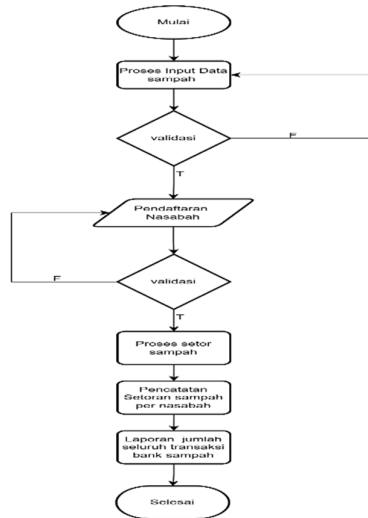 Mulai
Proses Input Data
sampah
validasi
F
T
Pendaftaran
Nasabah
validasi
F
T
Proses setor
sampah
Pencatatan
Setoran sampah
per nasabah
Laporan jumlah
seluruh transaksi
bank sampah
Selesai